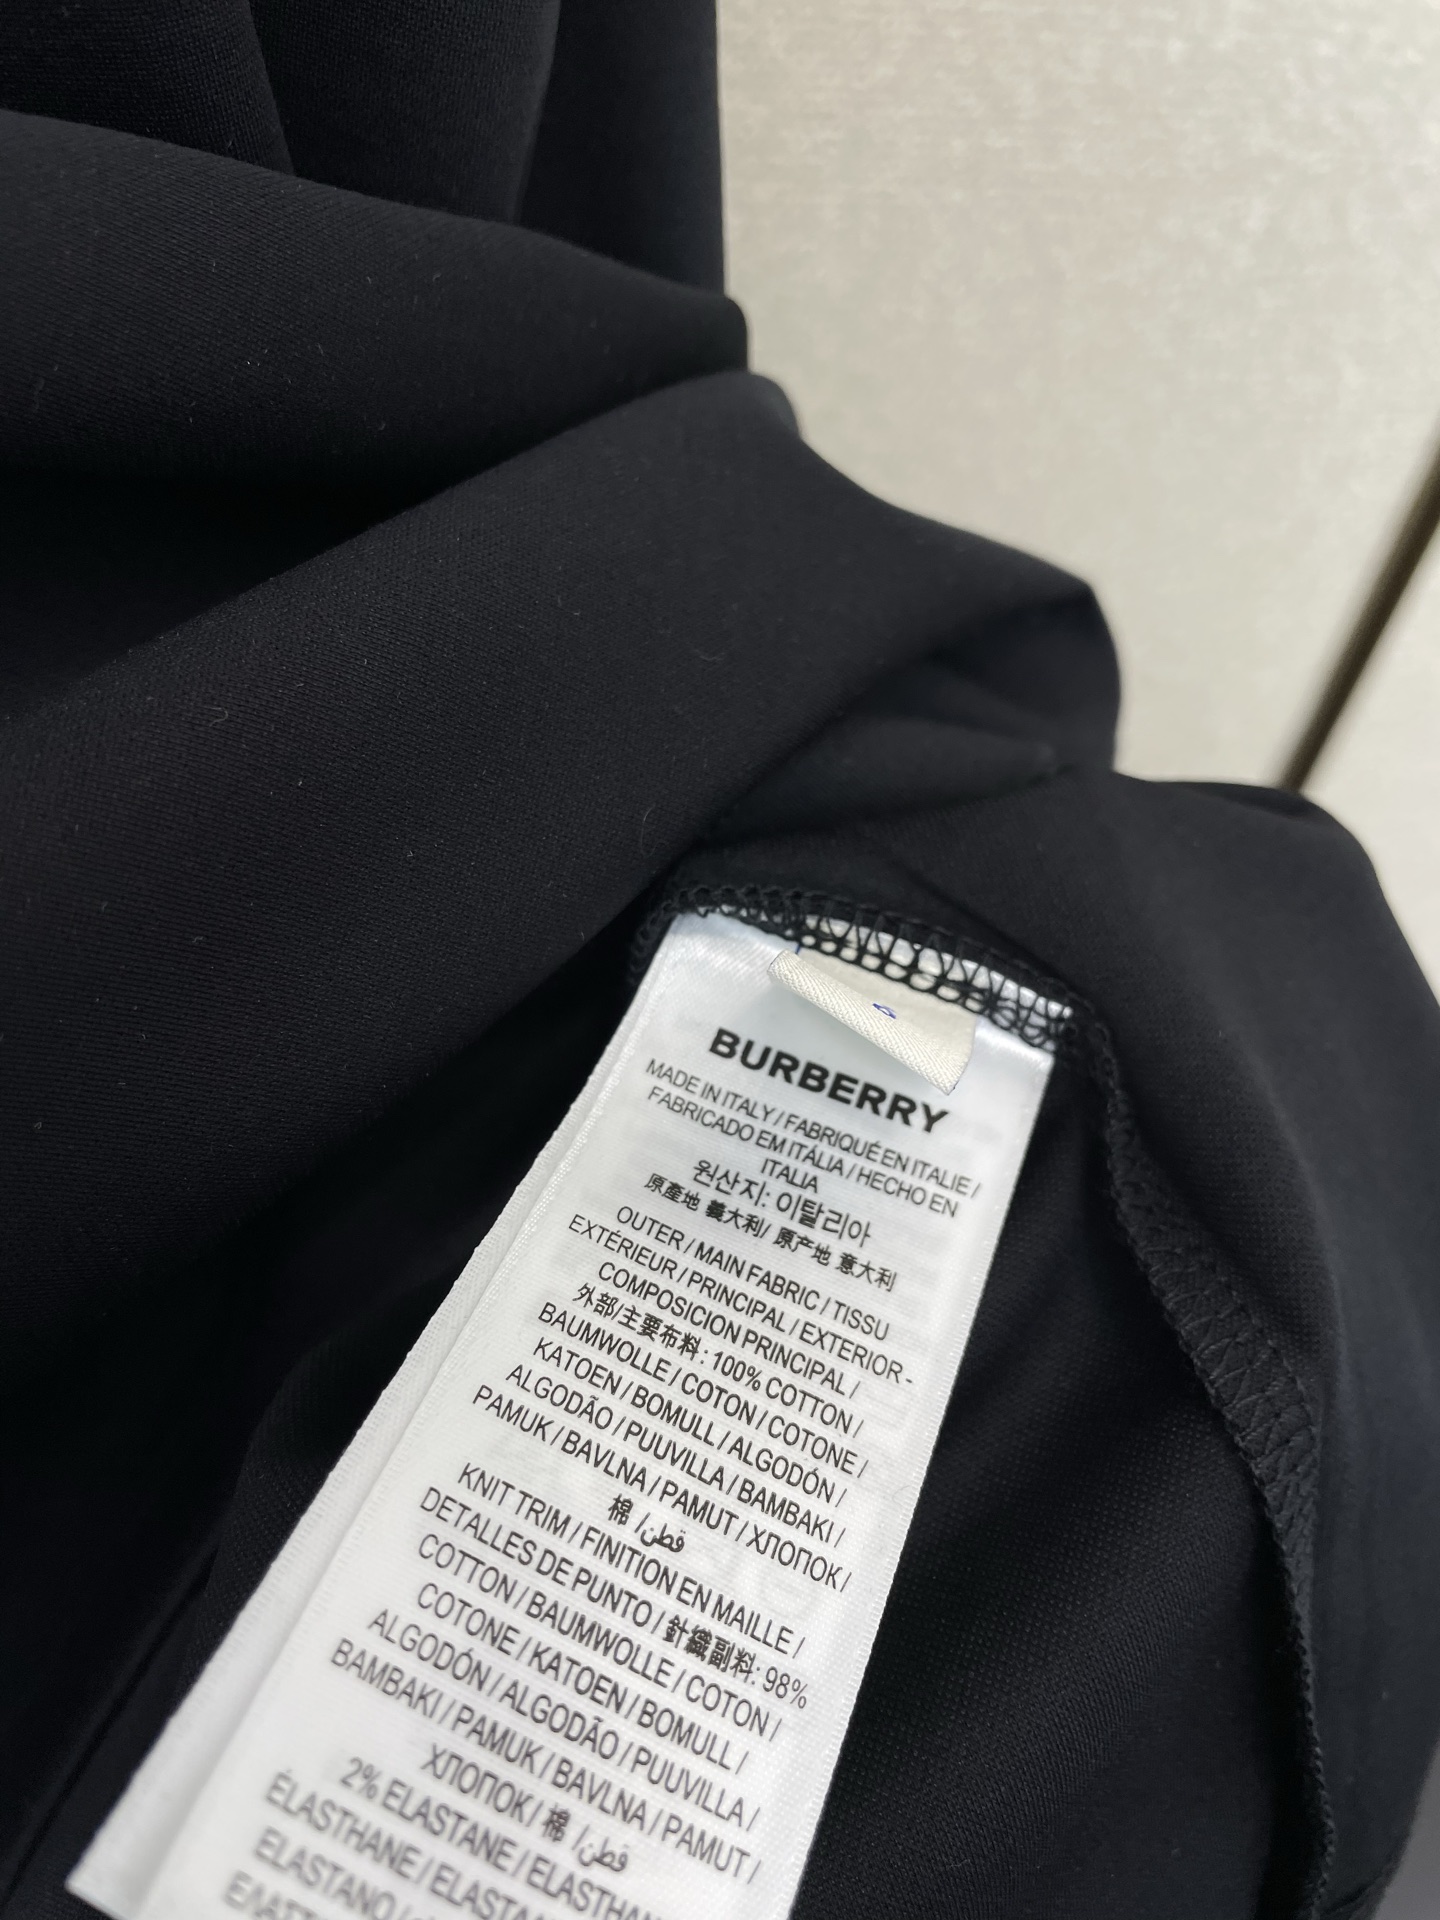 BURBERRY
MADE IN ITALY / FABRIQUÉ EN ITALIE /
FABRICADO EM ITÁLIA / HECHO EN
ITALIA
원산지: 이탈리아
原產地 義大利/ 原产地 意大利
OUTER / MAIN FABRIC / TISSU
EXTÉRIEUR / PRINCIPAL / EXTERIOR -
COMPOSICION PRINCIPAL /
外部/主要布料: 100% COTTON /
BAUMWOLLE / COTON / COTONE /
KATOEN / BOMULL / ALGODÓN /
ALGODÃO / PUUVILLA / BAMBAKI /
PAMUK / BAVLNA / PAMUT / ХЛОПОК /
棉 / قطن
KNIT TRIM / FINITION EN MAILLE /
DETALLES DE PUNTO / 針織副料: 98%
COTTON / BAUMWOLLE / COTON /
COTONE / KATOEN / BOMULL /
ALGODÓN / ALGODÃO / PUUVILLA /
BAMBAKI / PAMUK / BAVLNA / PAMUT /
ХЛОПОК / 棉 / قطن
2% ELASTANE / ELASTHAN
ÉLASTHANE / ELASTAN
ELASTANO /